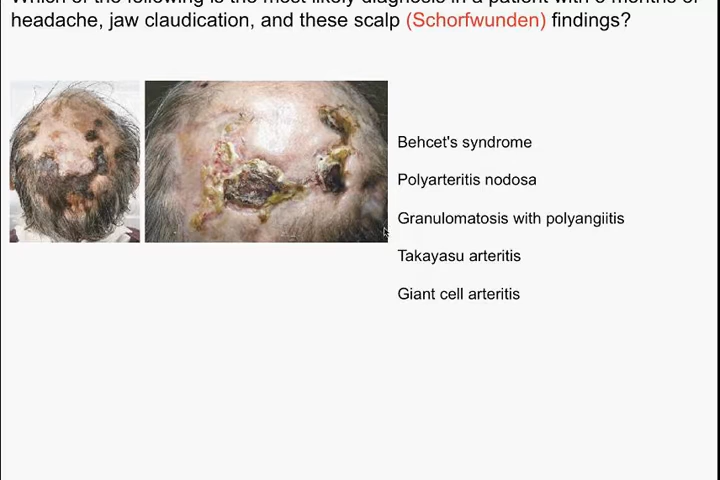 Which of the following is the most likely diagnosis in a patient with 6 months of
headache, jaw claudication, and these scalp (Schorfwunden) findings?
Behcet's syndrome
Polyarteritis nodosa
Granulomatosis with polyangiitis
Takayasu arteritis
Giant cell arteritis